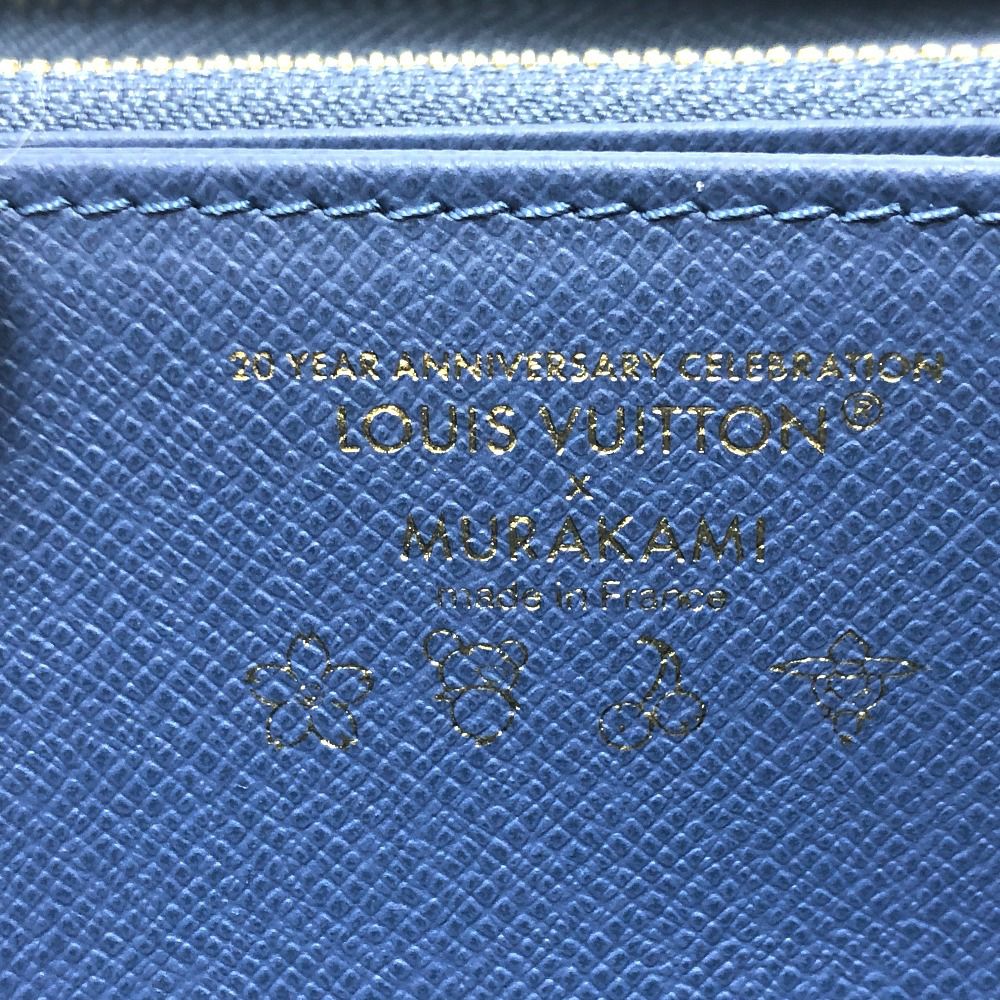 20 YEAR ANNIVERSARY CELEBRATION
LOUIS VUITTON®
x
MURAKAMI
made in France